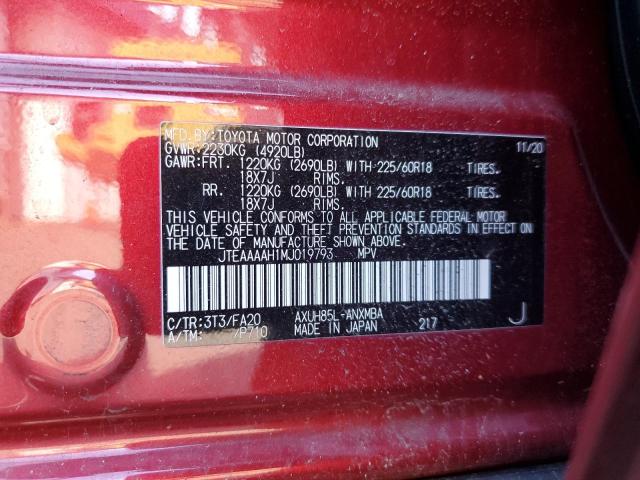 MFD.BY:TOYOTA MOTOR CORPORATION 11/20
GVWR:2230KG (4920LB)
GAWR:FRT. 1220KG (2690LB) WITH 225/60R18 TIRES.
18X7J RIMS.
RR. 1220KG (2690LB) WITH 225/60R18 TIRES.
18X7J RIMS.
THIS VEHICLE CONFORMS TO ALL APPLICABLE FEDERAL MOTOR
VEHICLE SAFETY AND THEFT PREVENTION STANDARDS IN EFFECT ON
THE DATE OF MANUFACTURE SHOWN ABOVE.
JTEAAAAH1MJ019793 MPV
C/TR:3T3/FA20 AXUH85L-ANXMBA J
A/TM: /P710 MADE IN JAPAN 217